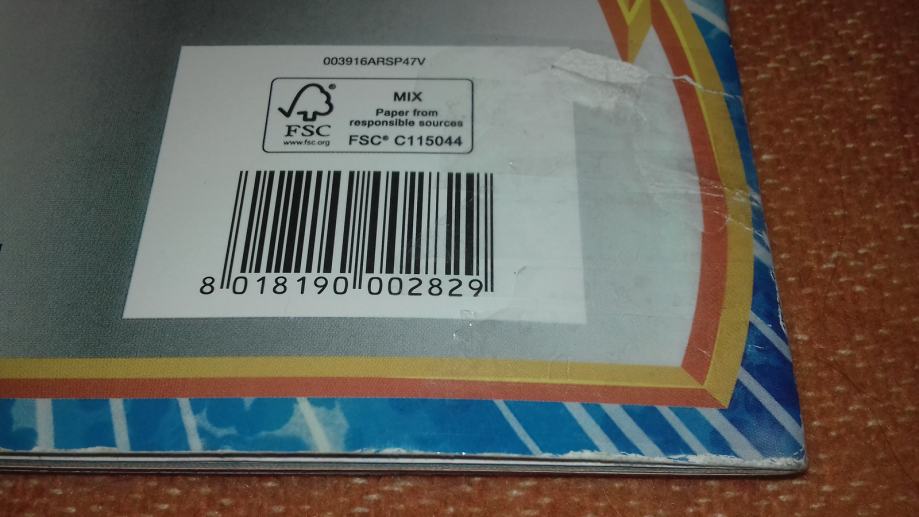 003916ARSP47V
FSC®
www.fsc.org
MIX
Paper from
responsible sources
FSC® C115044
8 018190 002829